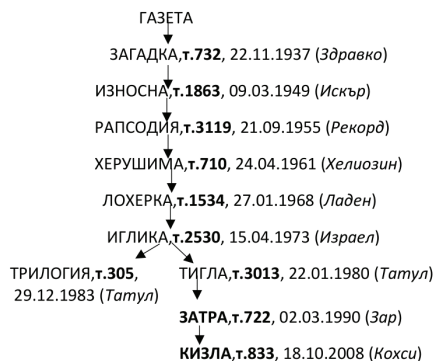 ГАЗЕТА
ЗАГАДКА,т.732, 22.11.1937 (Здравко)
ИЗНОСНА,т.1863, 09.03.1949 (Искър)
РАПСОДИЯ,т.3119, 21.09.1955 (Рекорд)
ХЕРУШИМА,т.710, 24.04.1961 (Хелиозин)
ЛОХЕРКА,т.1534, 27.01.1968 (Ладен)
ИГЛИКА,т.2530, 15.04.1973 (Израел)
ТРИЛОГИЯ,т.305, ТИГЛА,т.3013, 22.01.1980 (Татул)
29.12.1983 (Татул)
ЗАТРА,т.722, 02.03.1990 (Зар)
КИЗЛА,т.833, 18.10.2008 (Кохси)